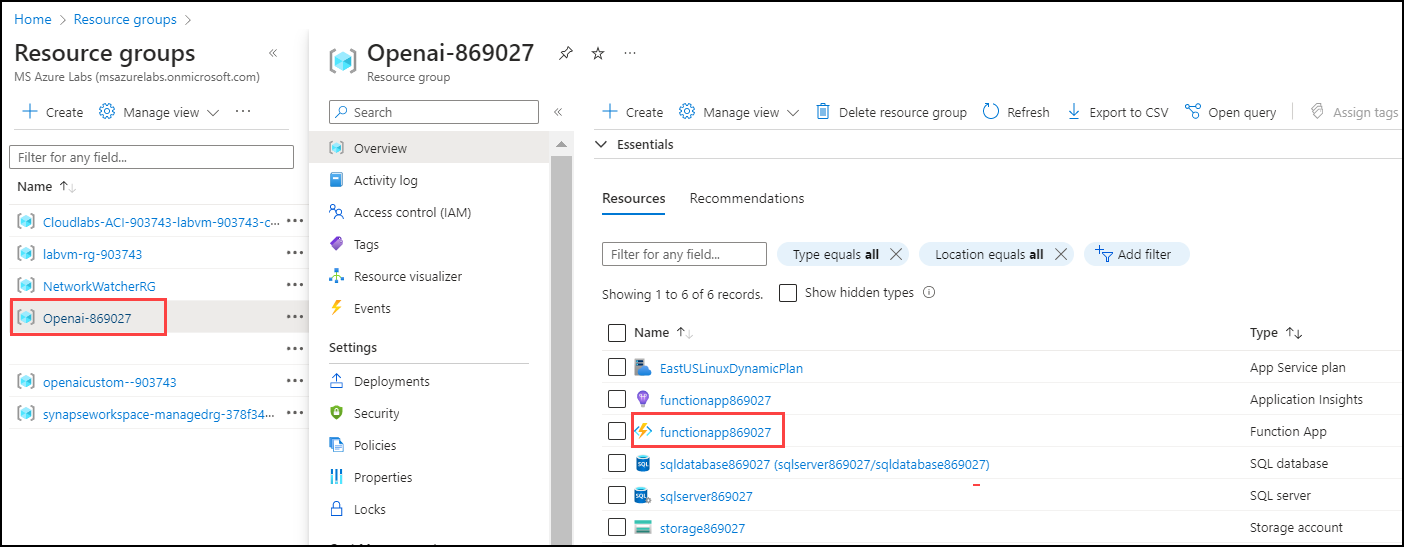 Home > Resource groups >
Resource groups «
MS Azure Labs (msazurelabs.onmicrosoft.com)
+ Create Manage view ...
Filter for any field...
Name ↑↓
Cloudlabs-ACI-903743-labvm-903743-c... ...
labvm-rg-903743 ...
NetworkWatcherRG ...
Openai-869027 ...
...
openaicustom--903743 ...
synapseworkspace-managedrg-378f34... ...
Openai-869027 ...
Resource group
Search «
Overview
Activity log
Access control (IAM)
Tags
Resource visualizer
Events
Settings
Deployments
Security
Policies
Properties
Locks
+ Create Manage view Delete resource group Refresh Export to CSV Open query Assign tags
Essentials
Resources Recommendations
Filter for any field... Type equals all Location equals all Add filter
Showing 1 to 6 of 6 records. Show hidden types
Name ↑↓ Type ↑↓
EastUSLinuxDynamicPlan App Service plan
functionapp869027 Application Insights
functionapp869027 Function App
SQL sqldatabase869027 (sqlserver869027/sqldatabase869027) SQL database
SQL sqlserver869027 SQL server
storage869027 Storage account